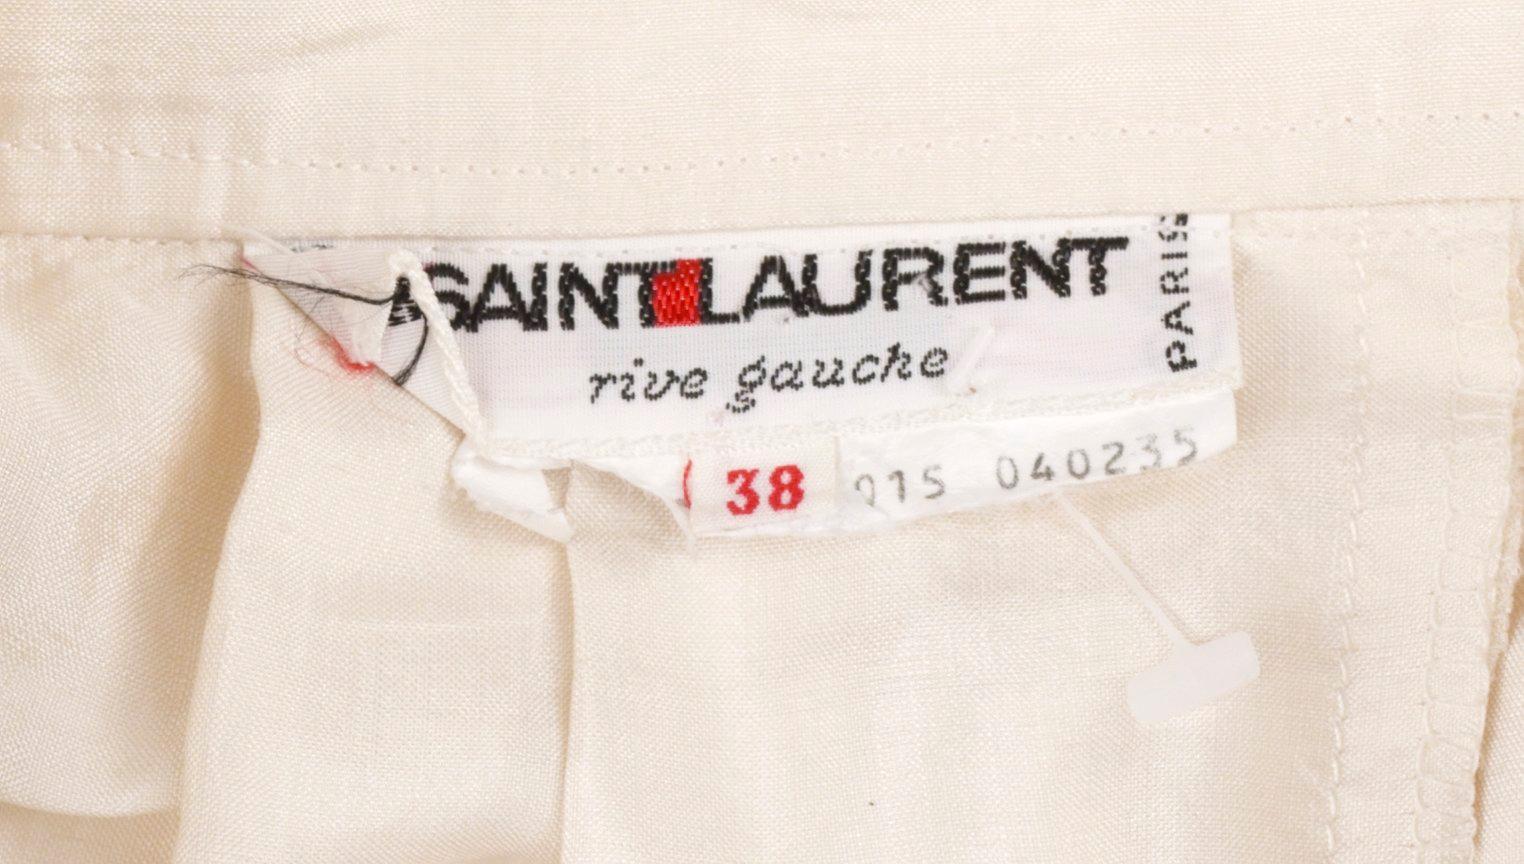 SAINT LAURENT
rive gauche
PARIS
38
015 040235